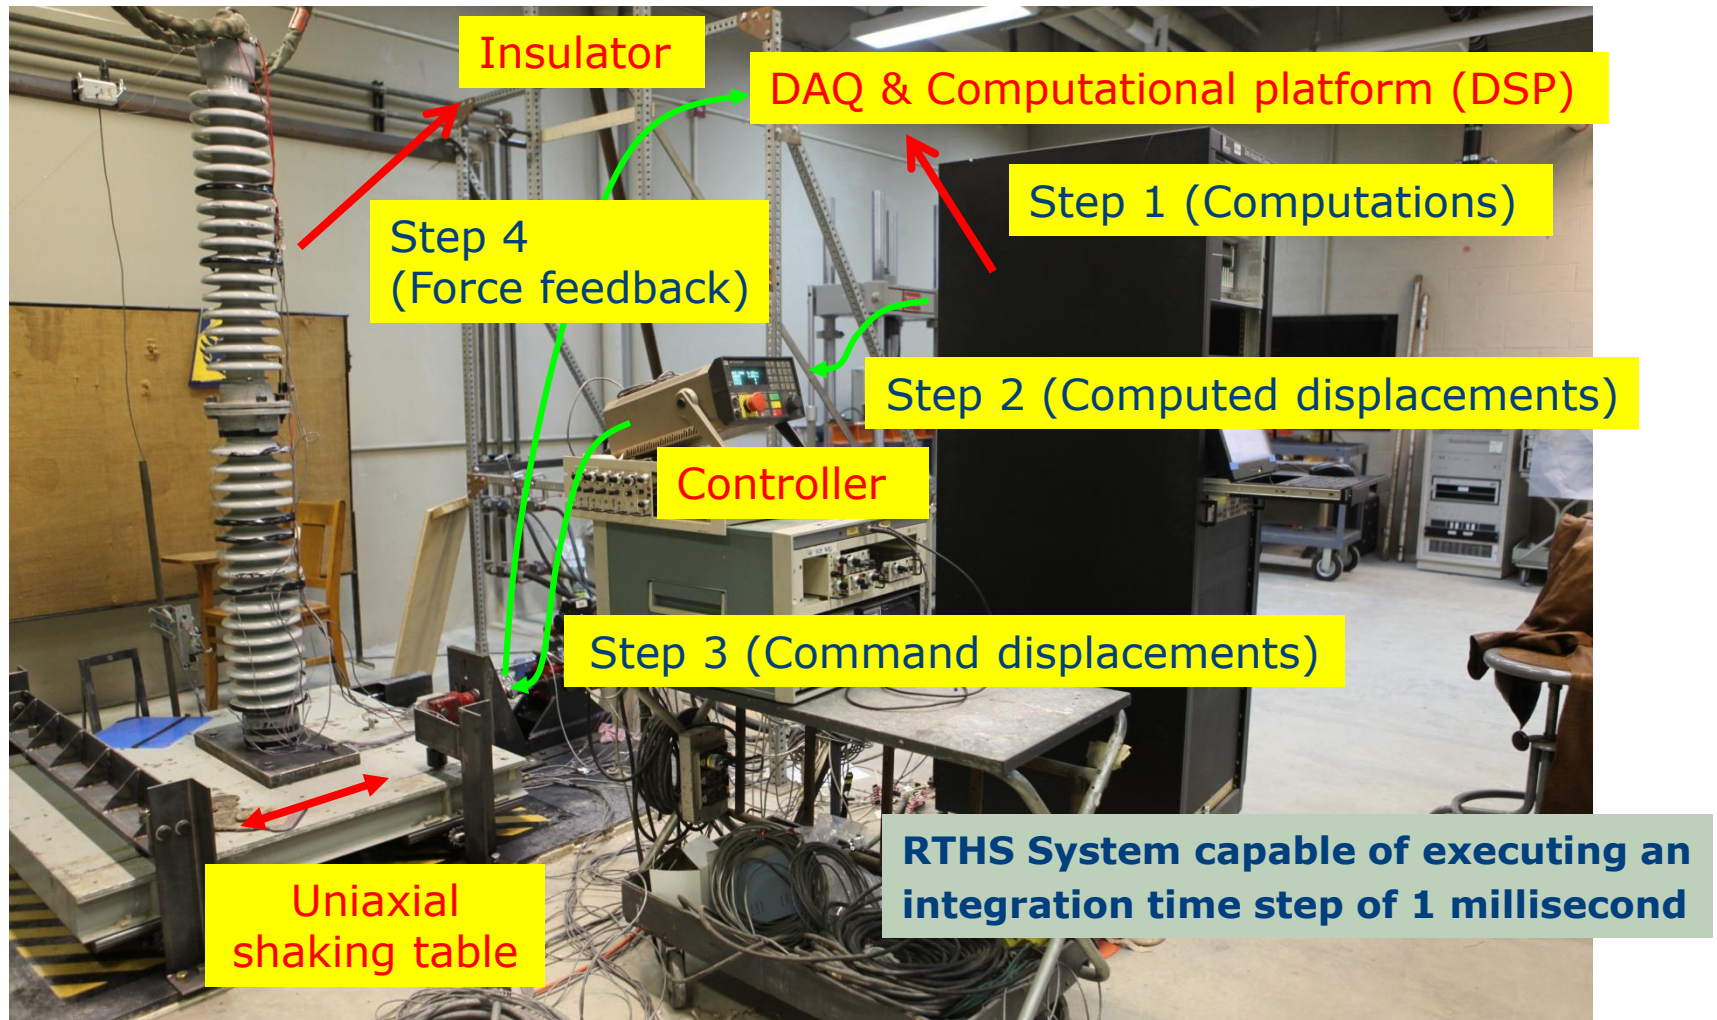 Insulator
DAQ & Computational platform (DSP)
Step 1 (Computations)
Step 4
(Force feedback)
Step 2 (Computed displacements)
Controller
Step 3 (Command displacements)
RTHS System capable of executing an
integration time step of 1 millisecond
Uniaxial
shaking table